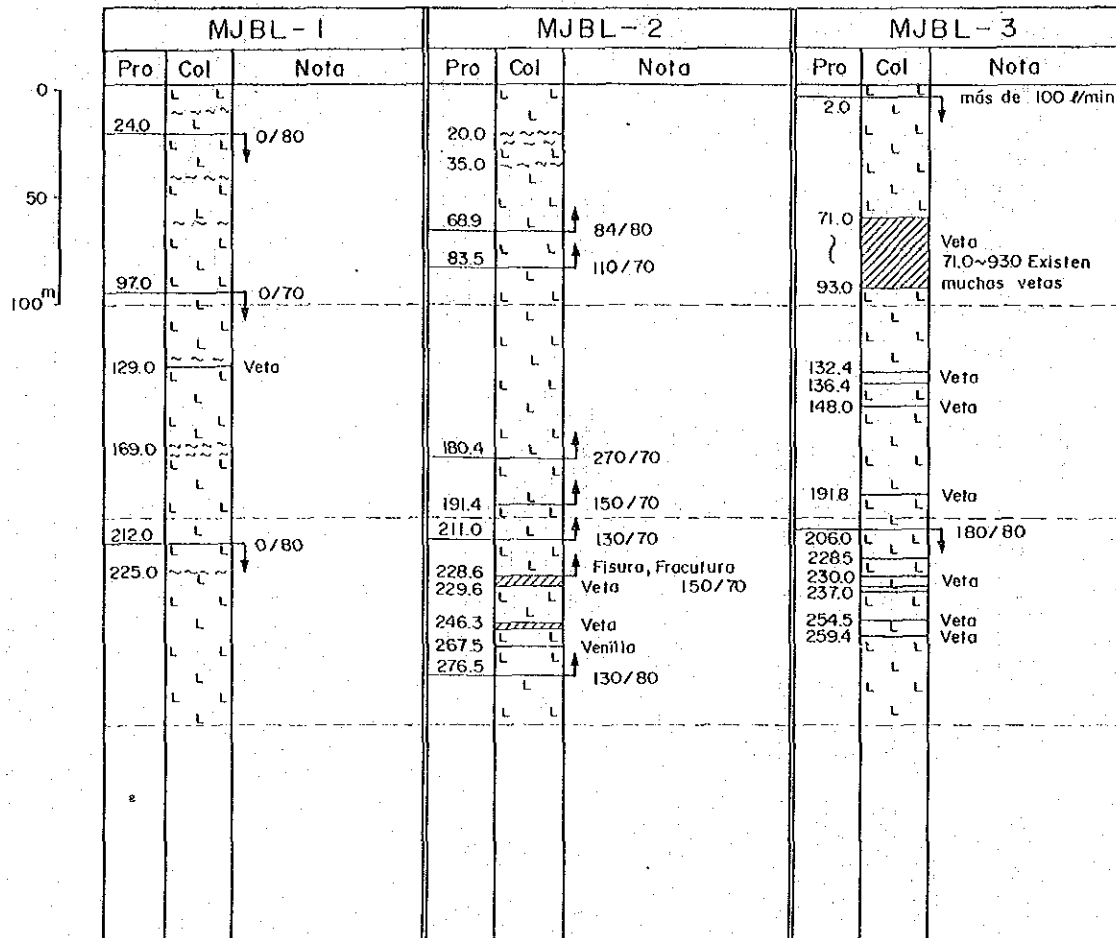 MJBL-1
Pro Col Nota
0
24.0
0/80
50
97.0
0/70
100 m
129.0 Veta
169.0
212.0
0/80
225.0
MJBL-2
Pro Col Nota
20.0
35.0
68.9
84/80
83.5
110/70
180.4
270/70
191.4
150/70
211.0
130/70
228.6 Fisura, Fracutura
229.6 Veta 150/70
246.3 Veta
267.5 Venilla
276.5
130/80
MJBL-3
Pro Col Nota
más de 100 ℓ/min
2.0
71.0
Veta
71.0~93.0 Existen
muchas vetas
93.0
132.4 Veta
136.4
148.0 Veta
191.8 Veta
206.0 180/80
228.5
230.0 Veta
237.0
254.5 Veta
259.4 Veta